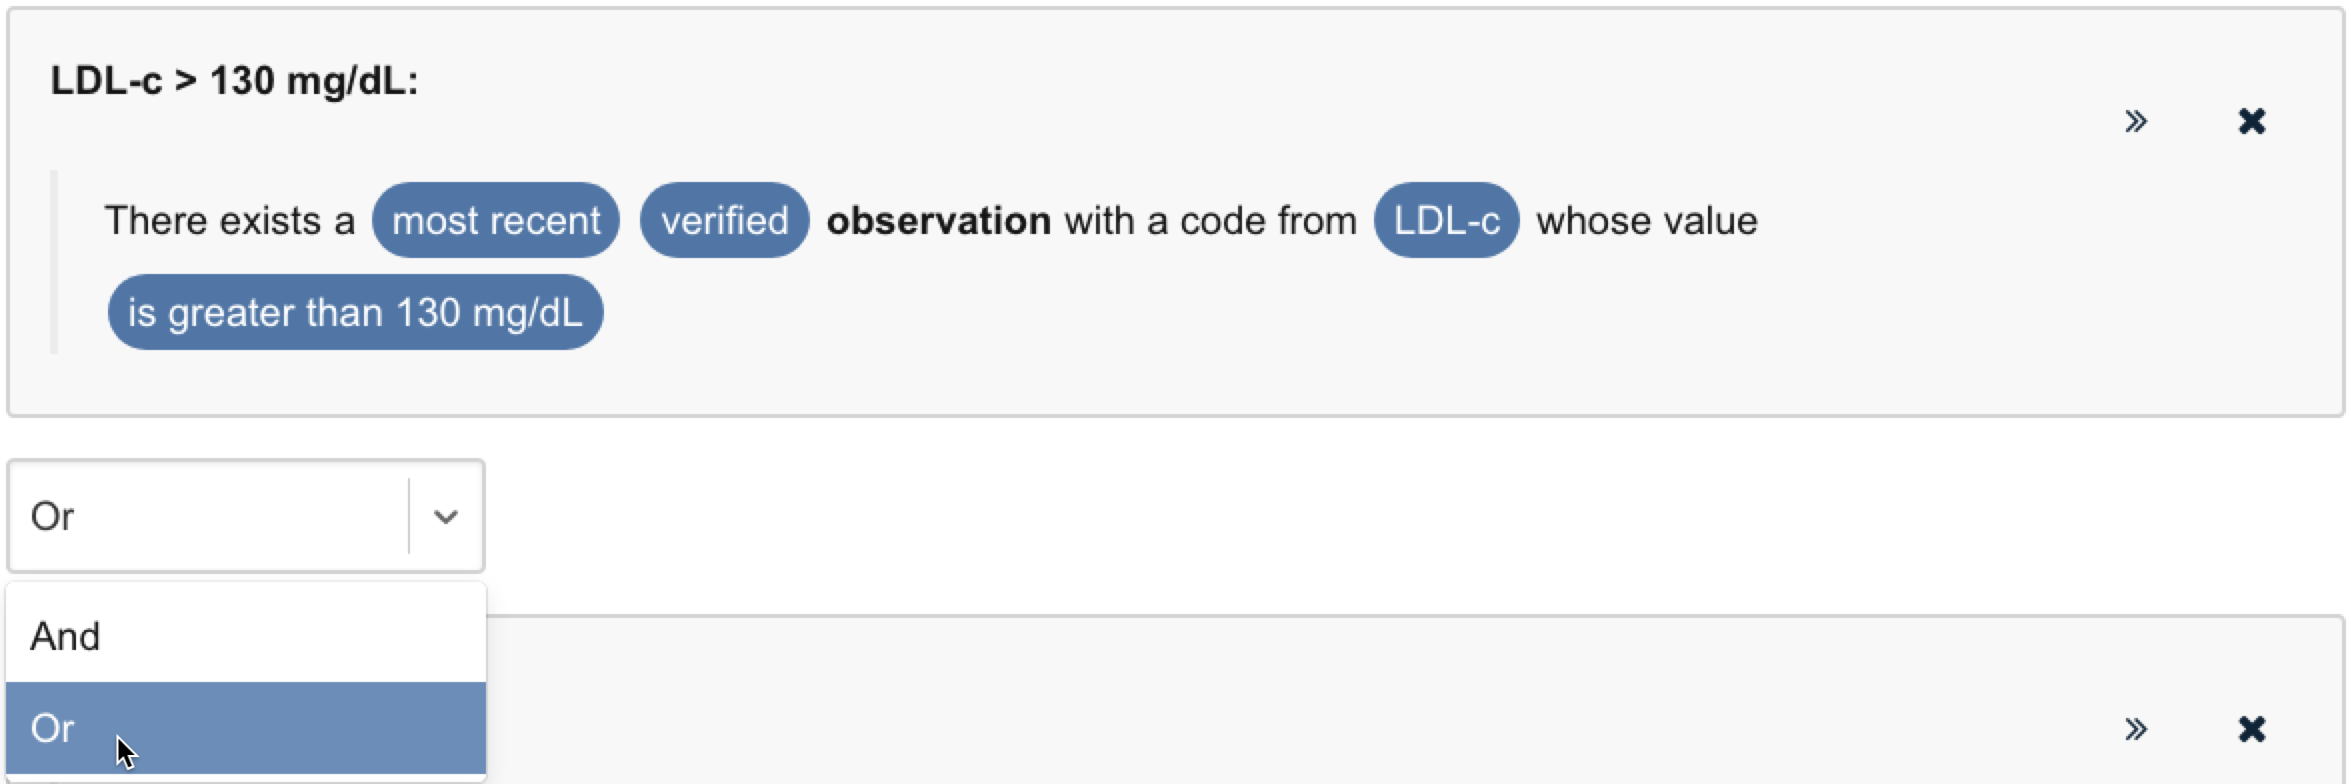 LDL-c > 130 mg/dL:
There exists a most recent verified observation with a code from LDL-c whose value
is greater than 130 mg/dL
Or
And
Or